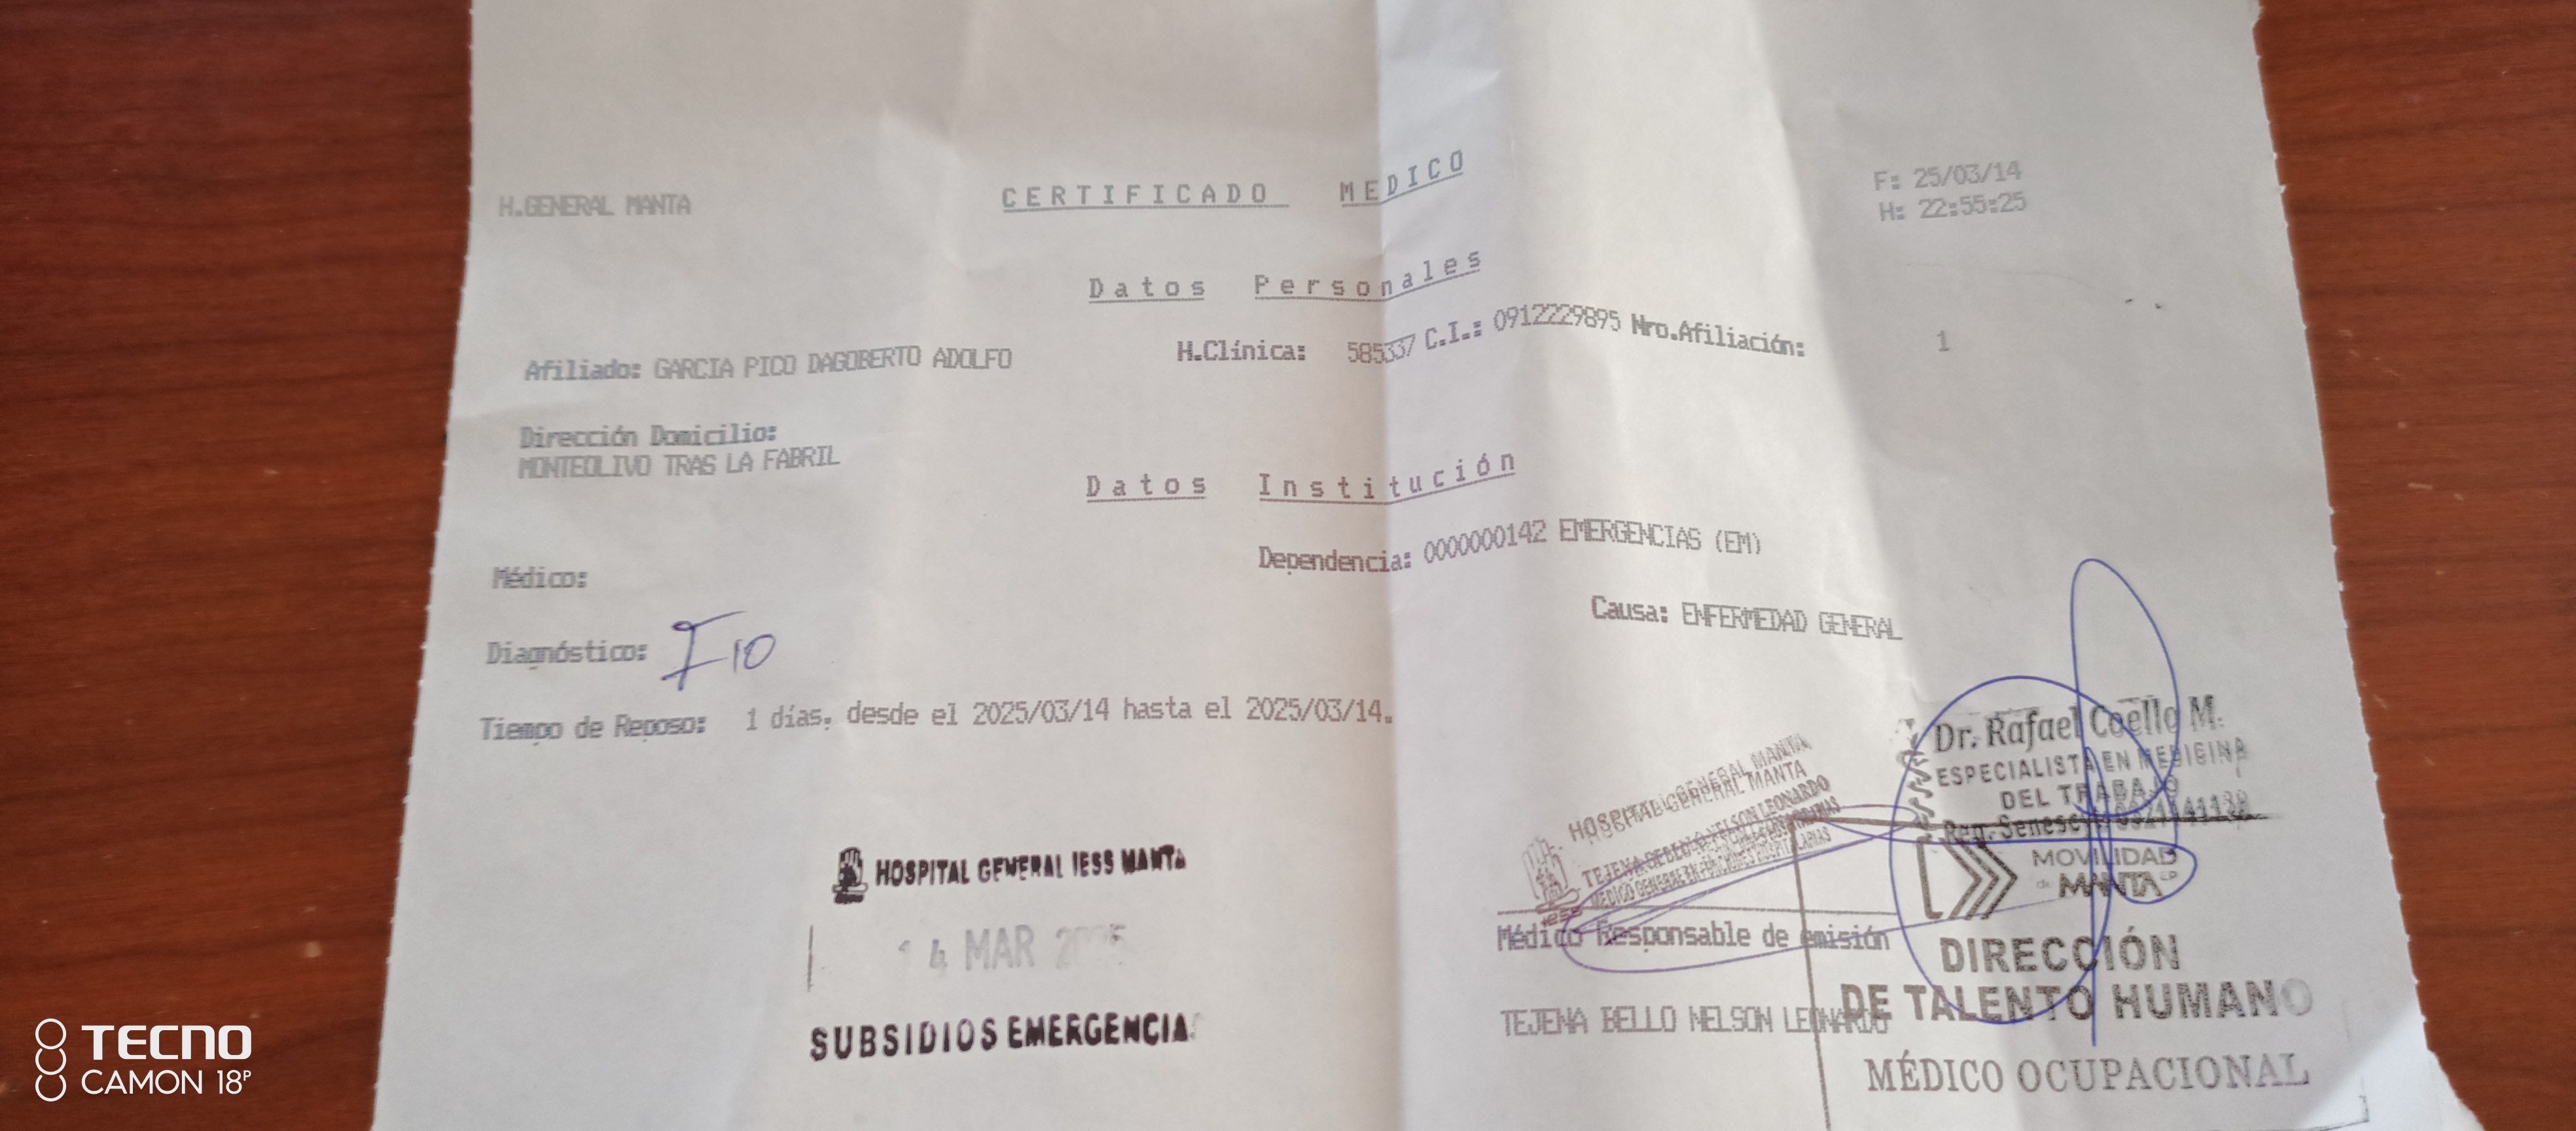 H.GENERAL MANTA
CERTIFICADO MEDICO
F: 25/03/14
H: 22:55:25
Datos Personales
Afiliado: GARCIA PICO DAGOBERTO ADOLFO H.Clínica: 585337 C.I.: 0912229895 Nro.Afiliación: 1
Dirección Domicilio:
MONTEOLIVO TRAS LA FABRIL
Datos Institución
Médico:
Dependencia: 0000000142 EMERGENCIAS (EM)
Diagnóstico: I10
Causa: ENFERMEDAD GENERAL
Tiempo de Reposo: 1 días. desde el 2025/03/14 hasta el 2025/03/14.
HOSPITAL GENERAL IESS MANTA
14 MAR 2025
SUBSIDIOS EMERGENCIA
HOSPITAL GENERAL MANTA
TEJENA BELLO NELSON LEONARDO
MÉDICO GENERAL EN FUNCIONES HOSPITALARIAS
iess
Médico Responsable de emisión
TEJENA BELLO NELSON LEONARDO
Dr. Rafael Coello M.
ESPECIALISTA EN MEDICINA
DEL TRABAJO
Reg. Senescyt
MOVILIDAD
de MANTA EP
DIRECCIÓN
DE TALENTO HUMANO
MÉDICO OCUPACIONAL
TECNO
CAMON 18P